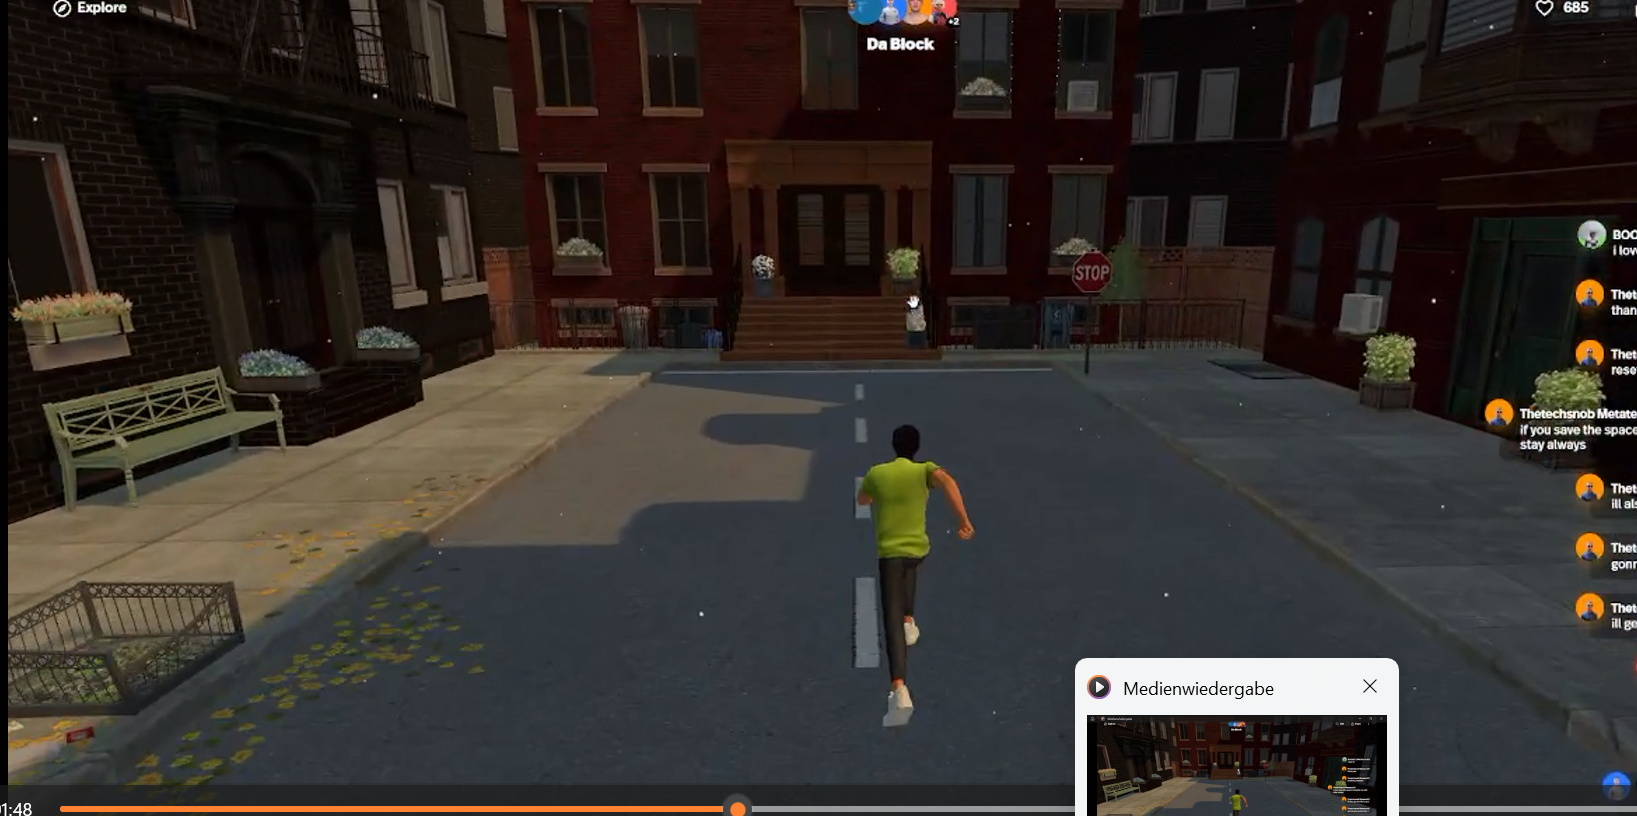 Explore
+2
685
Da Block
STOP
BOO
i lov
Thet
than
Thet
rese
Thetechsnob Metate
if you save the space
stay always
Thet
ill als
Thet
gonr
Thet
ill ge
Medienwiedergabe
1:48